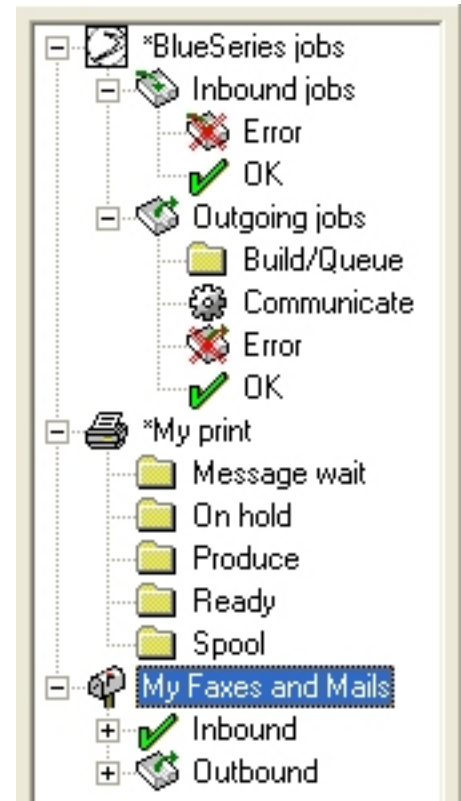 *BlueSeries jobs
Inbound jobs
Error
OK
Outgoing jobs
Build/Queue
Communicate
Error
OK
*My print
Message wait
On hold
Produce
Ready
Spool
My Faxes and Mails
Inbound
Outbound